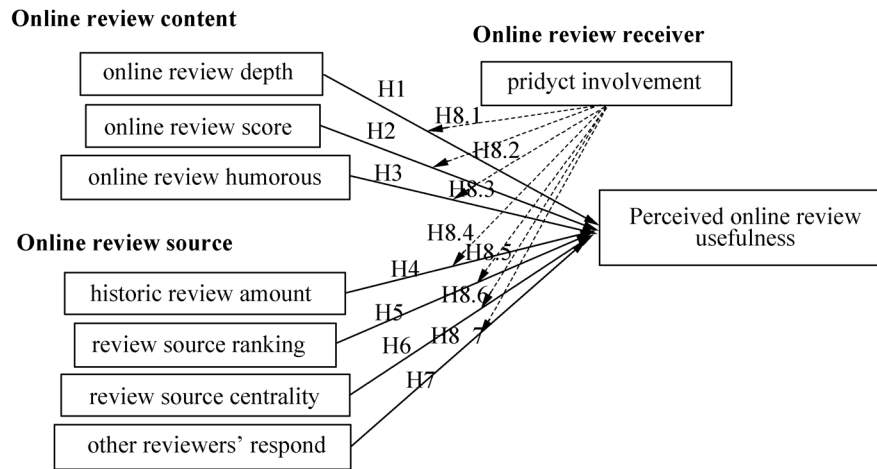 Online review content
Online review receiver
online review depth
pridyct involvement
H1
H8.1
online review score
H2
H8.2
online review humorous
H3
H8.3
Perceived online review
usefulness
Online review source
H8.4
H8.5
H4
historic review amount
H8.6
H5
review source ranking
H6
H8 7
review source centrality
H7
other reviewers’ respond